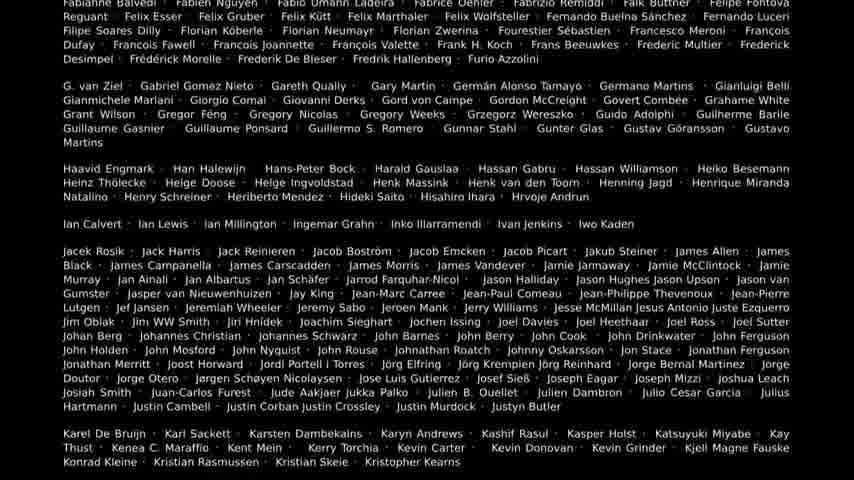 Fabianne Balvedi · Fabien Nguyen · Fabio Omann Ladeira · Fabrice Oehler · Fabrizio Remiddi · Falk Büttner · Felipe Fontova
Reguant · Felix Esser · Felix Gruber · Felix Kütt · Felix Marthaler · Felix Wolfsteller · Fernando Buelna Sánchez · Fernando Luceri
Filipe Soares Dilly · Florian Köberle · Florian Neumayr · Florian Zwerina · Fourestier Sébastien · Francesco Meroni · François
Dufay · Francois Fawell · Francois Joannette · François Valette · Frank H. Koch · Frans Beeuwkes · Frederic Multier · Frederick
Desimpel · Frédérick Morelle · Frederik De Bleser · Fredrik Hallenberg · Furio Azzolini
G. van Ziel · Gabriel Gomez Nieto · Gareth Qually · Gary Martin · Germán Alonso Tamayo · Germano Martins · Gianluigi Belli
Gianmichele Mariani · Giorgio Comai · Giovanni Derks · Gord von Campe · Gordon McCreight · Govert Combée · Grahame White
Grant Wilson · Gregor Féng · Gregory Nicolas · Gregory Weeks · Grzegorz Wereszko · Guido Adolphi · Guilherme Barile
Guillaume Gasnier · Guillaume Ponsard · Guillermo S. Romero · Gunnar Stahl · Gunter Glas · Gustav Göransson · Gustavo
Martins
Haavid Engmark · Han Halewijn · Hans-Peter Bock · Harald Gauslaa · Hassan Gabru · Hassan Williamson · Heiko Besemann
Heinz Thölecke · Helge Doose · Helge Ingvoldstad · Henk Massink · Henk van den Toorn · Henning Jagd · Henrique Miranda
Natalino · Henry Schreiner · Heriberto Mendez · Hideki Saito · Hisahiro Ihara · Hrvoje Andrun
Ian Calvert · Ian Lewis · Ian Millington · Ingemar Grahn · Inko Illarramendi · Ivan Jenkins · Iwo Kaden
Jacek Rosik · Jack Harris · Jack Reinieren · Jacob Boström · Jacob Emcken · Jacob Picart · Jakub Steiner · James Allen · James
Black · James Campanella · James Carscadden · James Morris · James Vandever · Jamie Jarnaway · Jamie McClintock · Jamie
Murray · Jan Ainali · Jan Albartus · Jan Schäfer · Jarrod Farquhar-Nicol · Jason Halliday · Jason Hughes Jason Upson · Jason van
Gumster · Jasper van Nieuwenhuizen · Jay King · Jean-Marc Carree · Jean-Paul Comeau · Jean-Philippe Thevenoux · Jean-Pierre
Lutgen · Jef Jansen · Jeremiah Wheeler · Jeremy Sabo · Jeroen Mank · Jerry Williams · Jesse McMillan Jesus Antonio Juste Ezquerro
Jim Oblak · Jim WW Smith · Jiri Hnidek · Joachim Sieghart · Jochen Issing · Joel Davies · Joel Heethaar · Joel Ross · Joel Sutter
Johan Berg · Johannes Christian · Johannes Schwarz · John Barnes · John Berry · John Cook · John Drinkwater · John Ferguson
John Holden · John Mosford · John Nyquist · John Rouse · Johnathan Roatch · Johnny Oskarsson · Jon Stace · Jonathan Ferguson
Jonathan Merritt · Joost Horward · Jordi Portell i Torres · Jörg Elfring · Jörg Krempien Jörg Reinhard · Jorge Bernal Martinez · Jorge
Doutor · Jorge Otero · Jørgen Schøyen Nicolaysen · Jose Luis Gutierrez · Josef Sieß · Joseph Eagar · Joseph Mizzi · Joshua Leach
Josiah Smith · Juan-Carlos Furest · Jude Aakjaer Jukka Palko · Julien B. Ouellet · Julien Dambron · Julio Cesar Garcia · Julius
Hartmann · Justin Cambell · Justin Corban Justin Crossley · Justin Murdock · Justyn Butler
Karel De Bruijn · Karl Sackett · Karsten Dambekalns · Karyn Andrews · Kashif Rasul · Kasper Holst · Katsuyuki Miyabe · Kay
Thust · Kenea C. Maraffio · Kent Mein · Kerry Torchia · Kevin Carter · Kevin Donovan · Kevin Grinder · Kjell Magne Fauske
Konrad Kleine · Kristian Rasmussen · Kristian Skeie · Kristopher Kearns